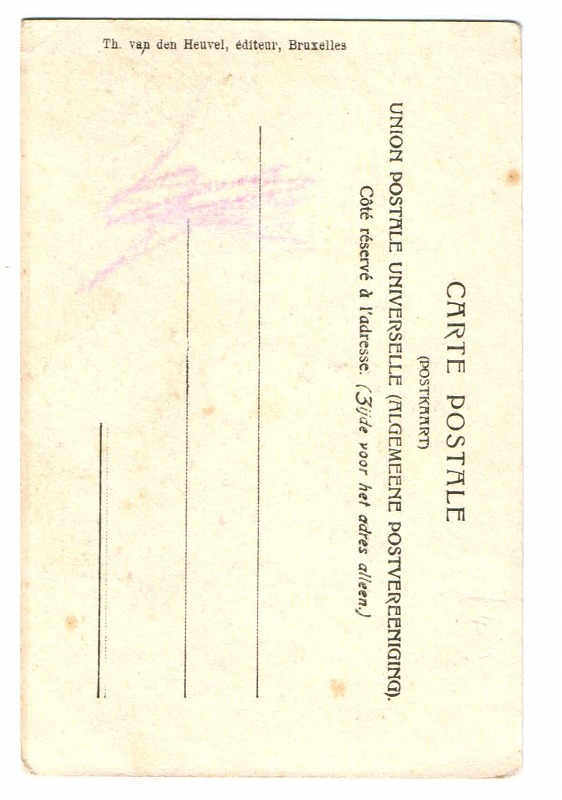 Th. van den Heuvel, éditeur, Bruxelles
CARTE POSTALE
(POSTKAART)
UNION POSTALE UNIVERSELLE (ALGEMEENE POSTVEREENIGING).
Côté réservé à l'adresse. (Zijde voor het adres alleen.)